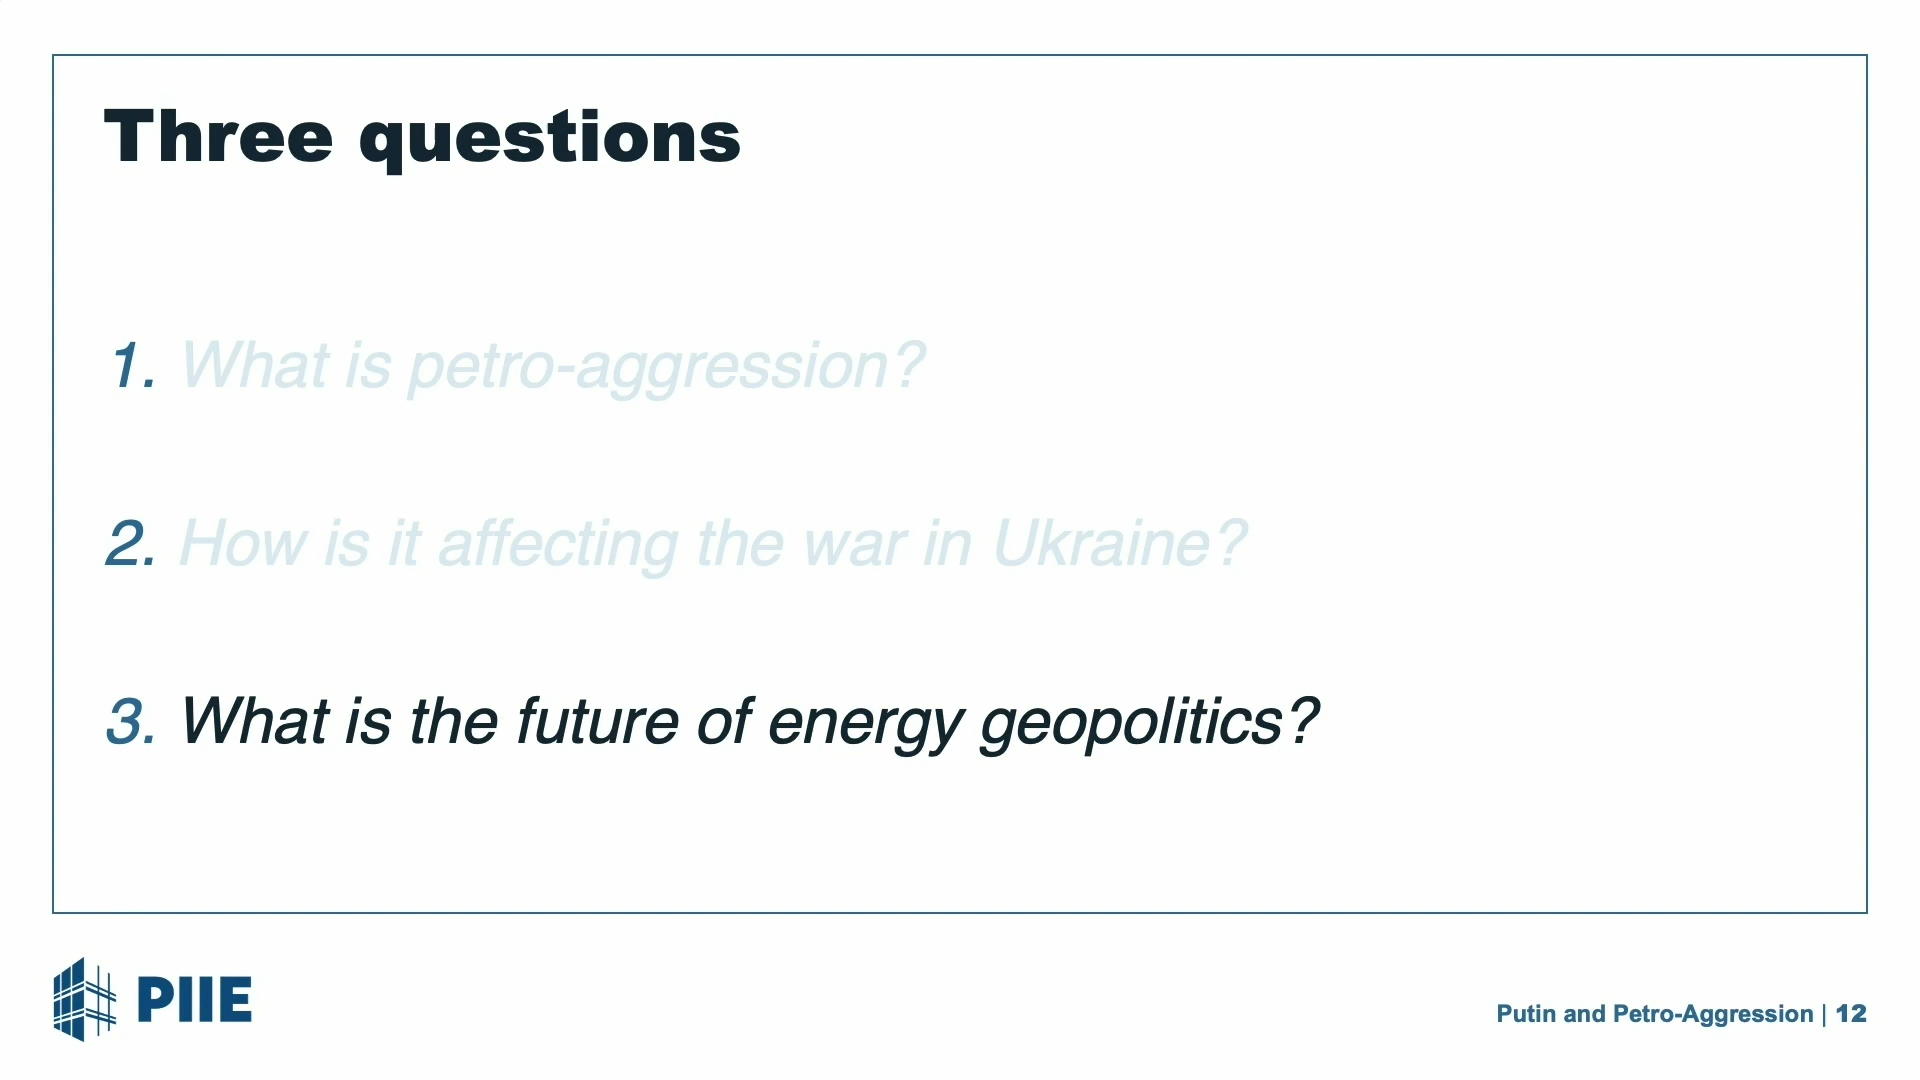 Three questions
1. What is petro-aggression?
2. How is it affecting the war in Ukraine?
3. What is the future of energy geopolitics?
PIIE
Putin and Petro-Aggression | 12